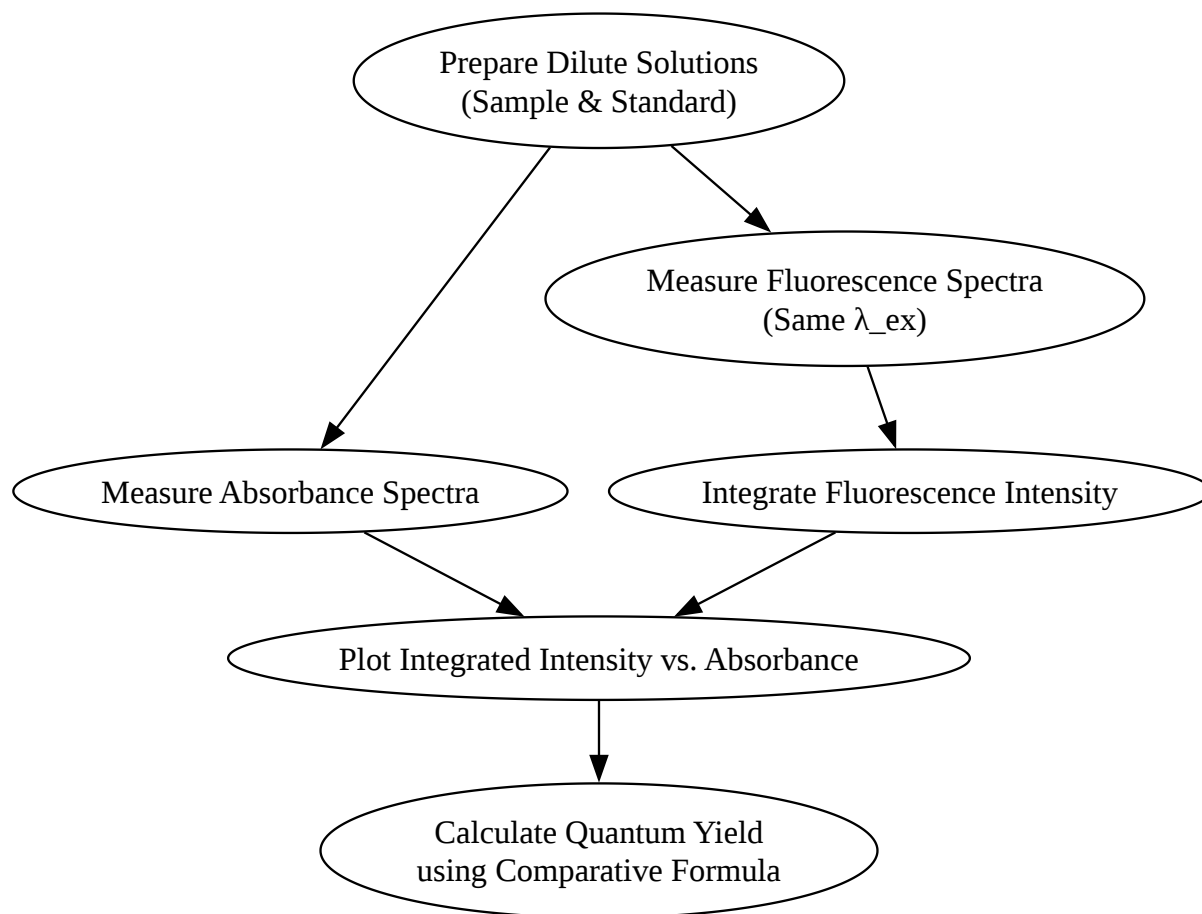 Prepare Dilute Solutions
(Sample & Standard)
Measure Fluorescence Spectra
(Same λ_ex)
Measure Absorbance Spectra
Integrate Fluorescence Intensity
Plot Integrated Intensity vs. Absorbance
Calculate Quantum Yield
using Comparative Formula